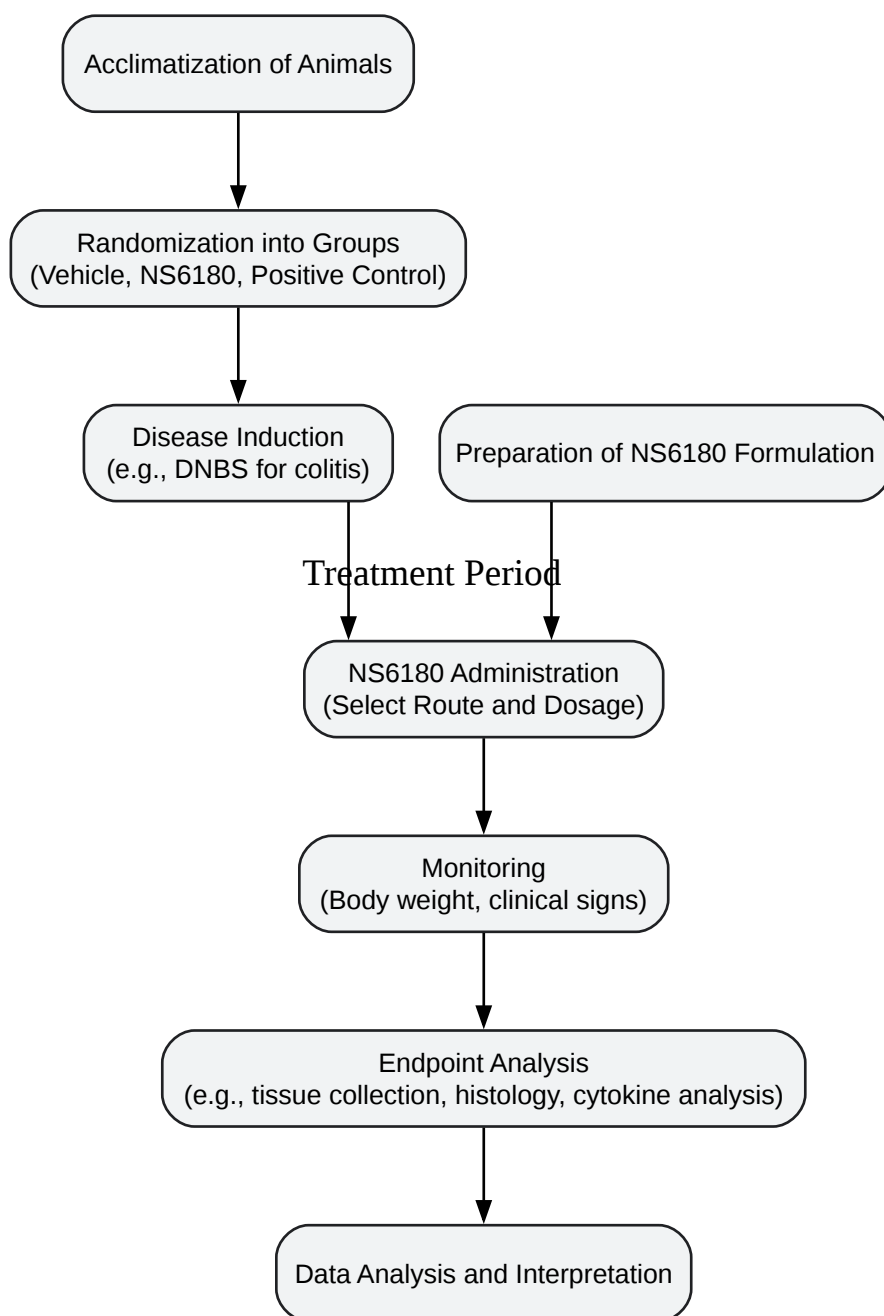 Acclimatization of Animals
Randomization into Groups
(Vehicle, NS6180, Positive Control)
Disease Induction
(e.g., DNBS for colitis)
Preparation of NS6180 Formulation
Treatment Period
NS6180 Administration
(Select Route and Dosage)
Monitoring
(Body weight, clinical signs)
Endpoint Analysis
(e.g., tissue collection, histology, cytokine analysis)
Data Analysis and Interpretation